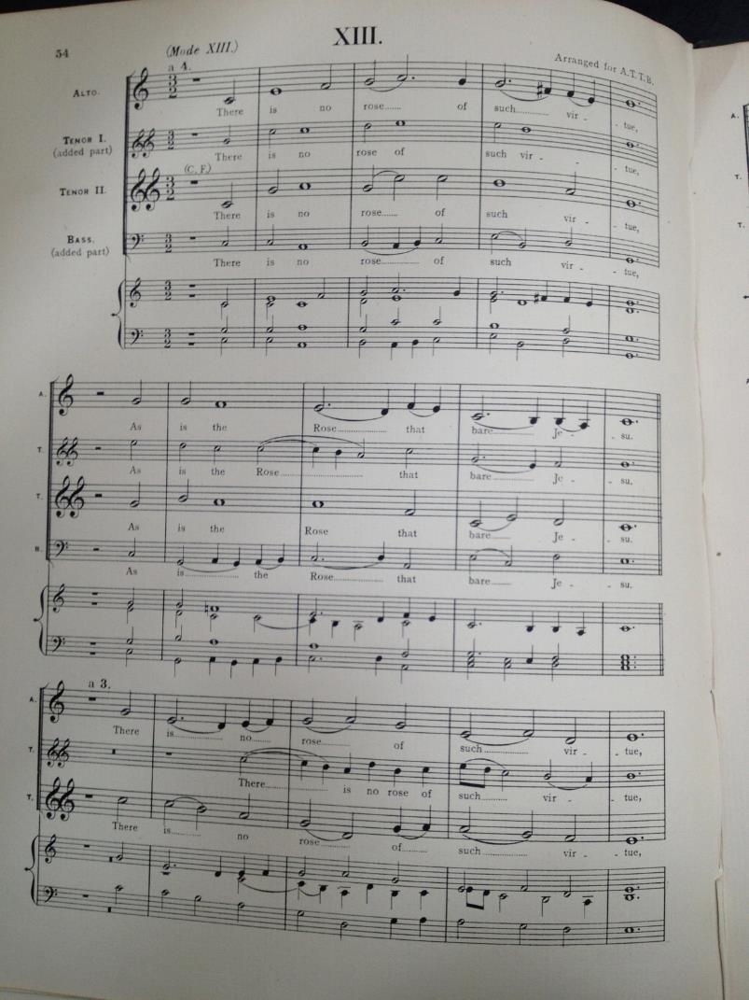 54
XIII.
(Mode XIII.)
Arranged for A.T.T.B.
a 4.
ALTO.
There is no rose...... of such...... vir - - tue,
TENOR I.
(added part)
There is no rose of such vir - - tue,
(C.F.)
TENOR II.
There is no rose...... of such vir - - tue,
BASS.
(added part)
There is no rose............ of such vir - - tue,
A.
As is the Rose................ that bare............ Je - - su.
T.
As is the Rose........................... that bare............ Je - - su.
T.
As is the Rose that bare...... Je - - su.
B.
As is................... the Rose............... that bare...... Je - - su.
a 3.
A.
There is.............. no...... rose...... of such............ vir - - tue,
T.
There.................... is no rose of such......... vir - - tue,
T.
There is......... no rose...... of......... such............ vir - - tue,